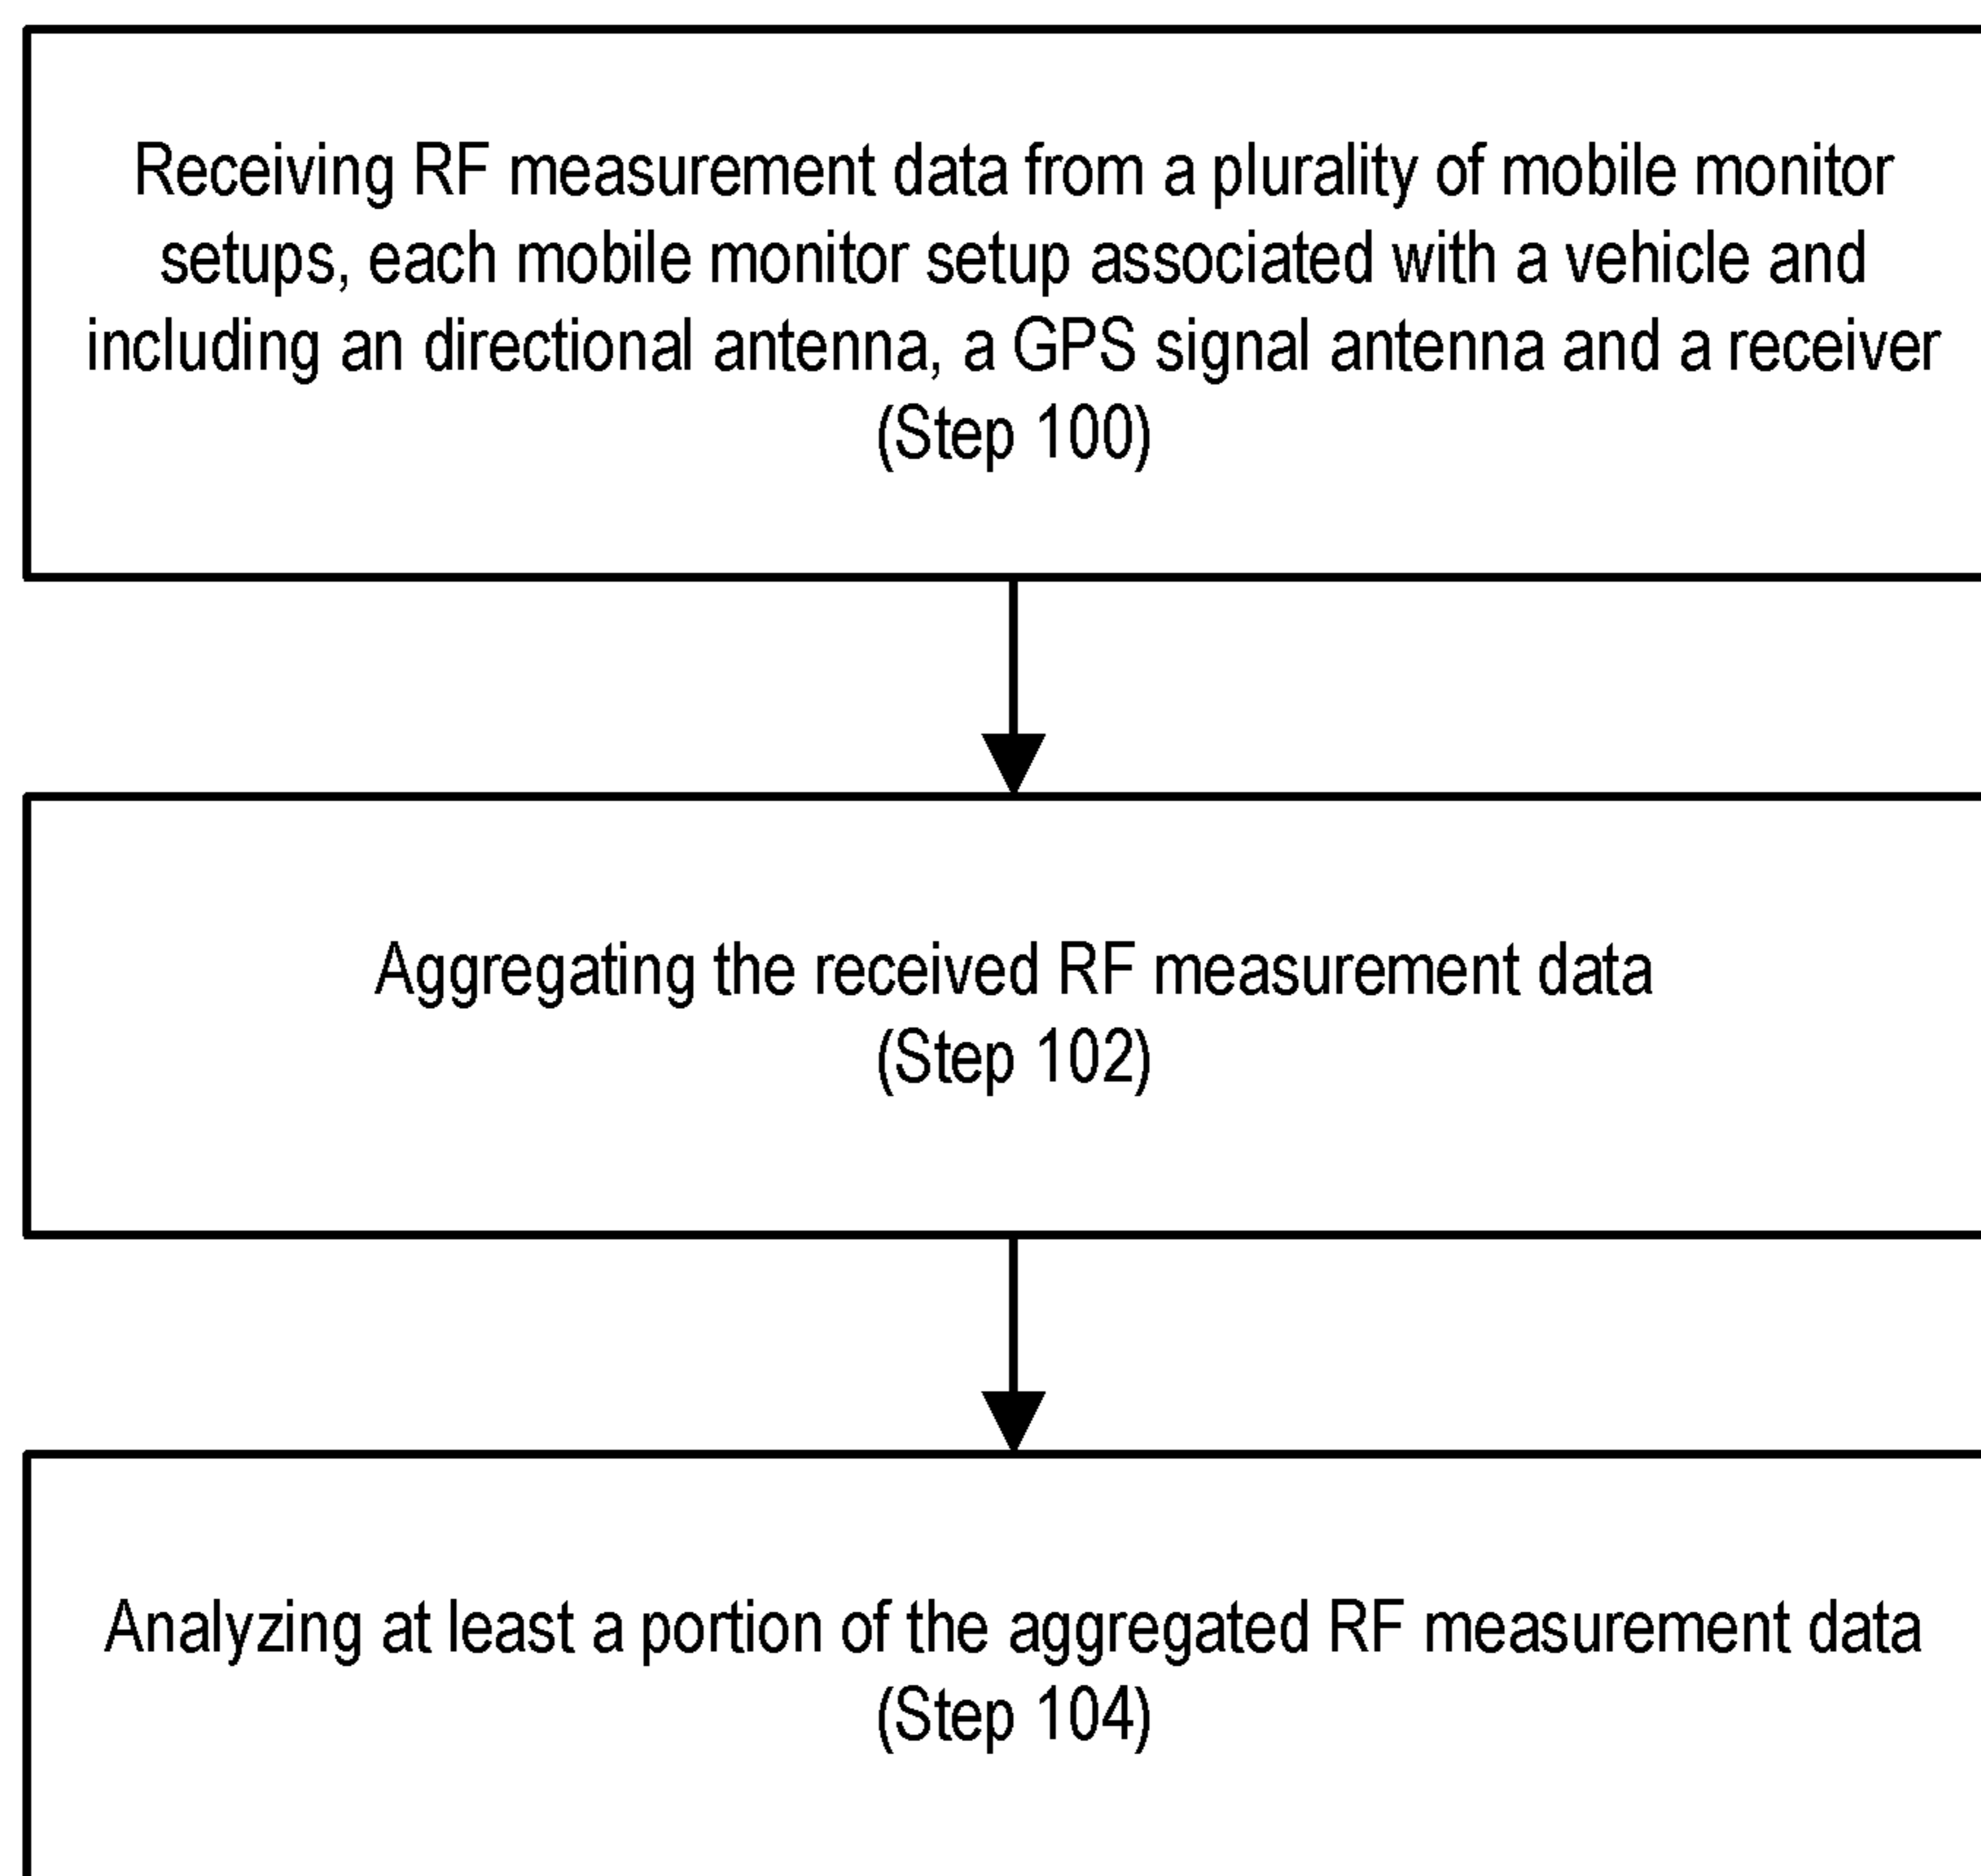 Receiving RF measurement data from a plurality of mobile monitor
setups, each mobile monitor setup associated with a vehicle and
including an directional antenna, a GPS signal antenna and a receiver
(Step 100)
Aggregating the received RF measurement data
(Step 102)
Analyzing at least a portion of the aggregated RF measurement data
(Step 104)